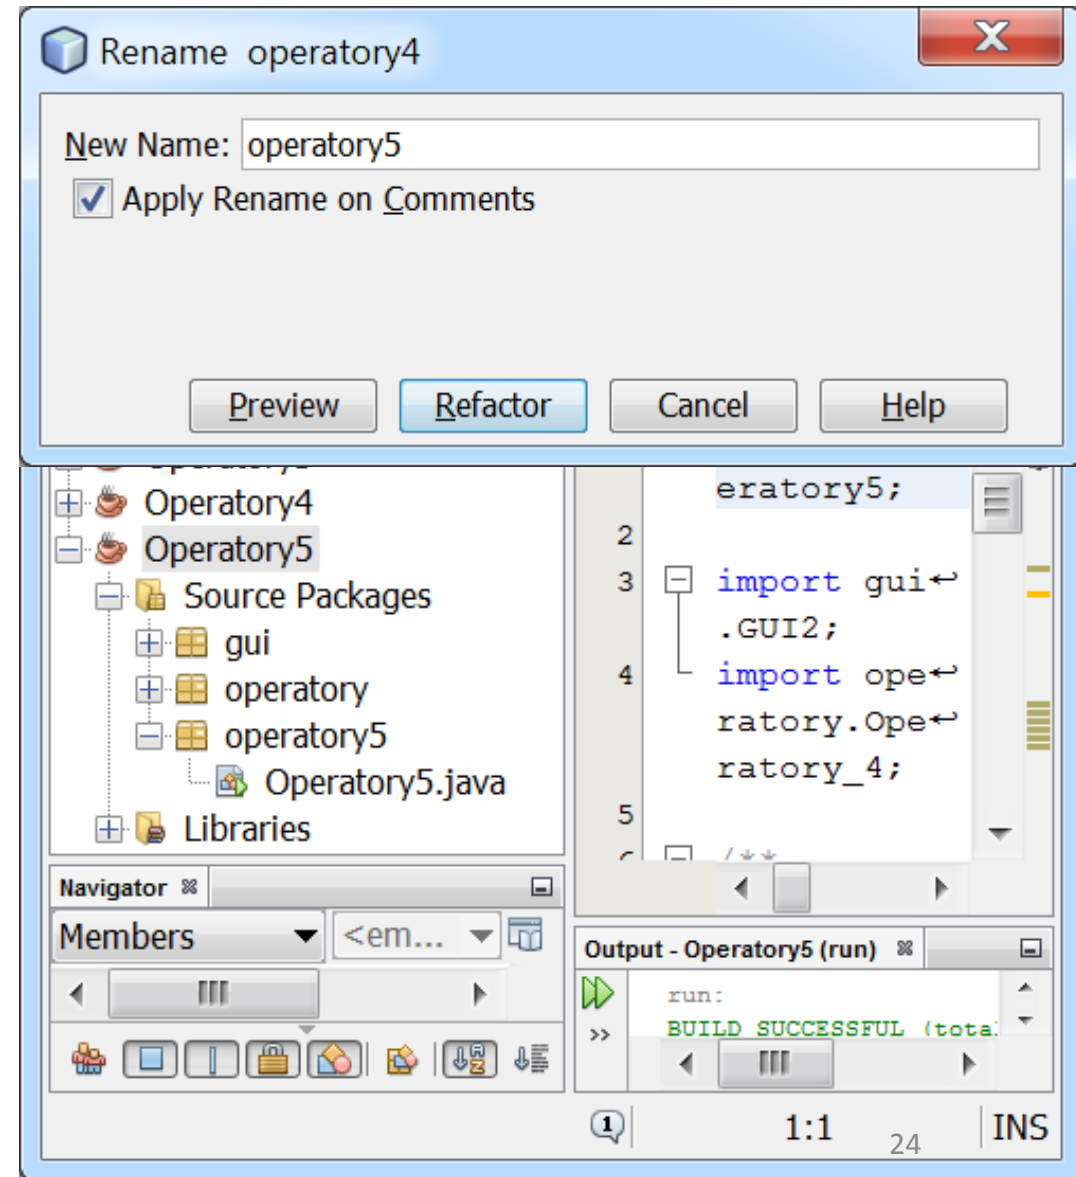 Rename operatory4
New Name: operatory5
Apply Rename on Comments
Preview Refactor Cancel Help
Operatory4
Operatory5
Source Packages
gui
operatory
operatory5
Operatory5.java
Libraries
eratory5;
2
3 import gui
.GUI2;
4 import ope
ratory.Ope
ratory_4;
5
/**
Navigator
Members <em...
Output - Operatory5 (run)
run:
BUILD SUCCESSFUL (total
1:1 INS
24